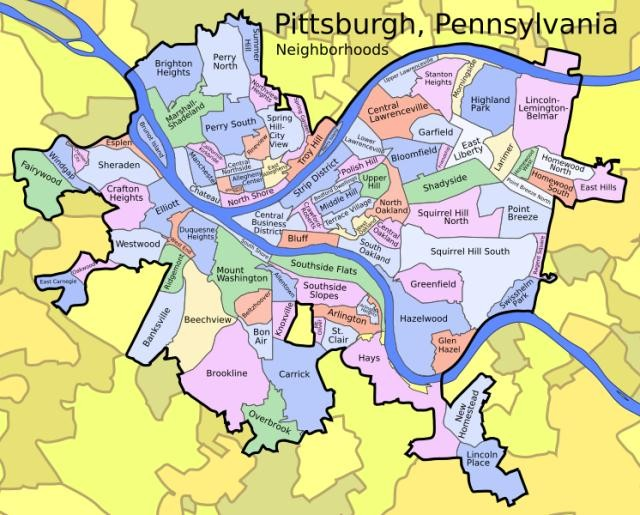 Pittsburgh, Pennsylvania
Neighborhoods
Brighton
Heights
Perry
North
Summer
Hill
Upper Lawrenceville
Stanton
Heights
Morningside
Highland
Park
Lincoln-
Lemington-
Belmar
Marshall-
Shadeland
Northview
Heights
Perry South
Spring
Hill-
City
View
Spring Garden
Troy Hill
Central
Lawrenceville
Garfield
East
Liberty
Larimer
Brunot Island
Esplen
Fairywood
Windgap
Sheraden
Manchester
Fineview
Central
Northside
Allegheny
Center
East
Allegheny
Chateau
North Shore
Strip District
Lower
Lawrenceville
Polish Hill
Bloomfield
Homewood
North
Homewood
South
East Hills
Point Breeze North
Crafton
Heights
Elliott
Upper
Hill
Bedford Dwellings
Middle Hill
Terrace Village
Crawford-
Roberts
North
Oakland
Shadyside
Point
Breeze
Squirrel Hill
North
Central
Business
District
Bluff
Central
Oakland
South
Oakland
Squirrel Hill South
Regent Square
Westwood
Oakwood
East Carnegie
West End
Duquesne
Heights
South Shore
Ridgemont
Mount
Washington
Southside Flats
Allentown
Southside
Slopes
Greenfield
Swisshelm
Park
Banksville
Beechview
Beltzhoover
Knoxville
Arlington
Arlington
Heights
Bon
Air
St.
Clair
Hazelwood
Glen
Hazel
Hays
Brookline
Carrick
Overbrook
New
Homestead
Lincoln
Place